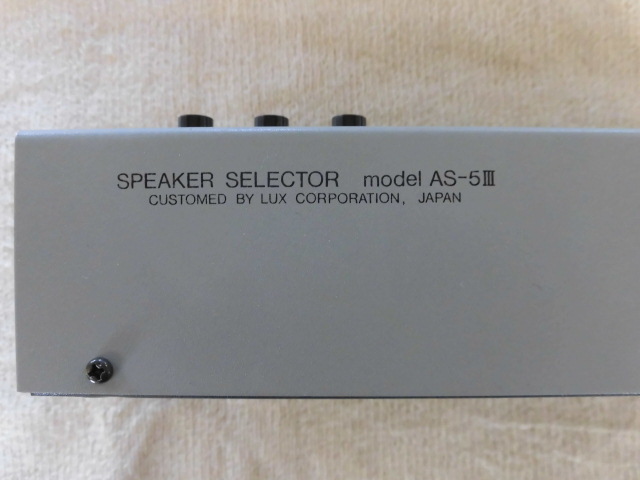 SPEAKER SELECTOR model AS-5Ⅲ
CUSTOMED BY LUX CORPORATION, JAPAN